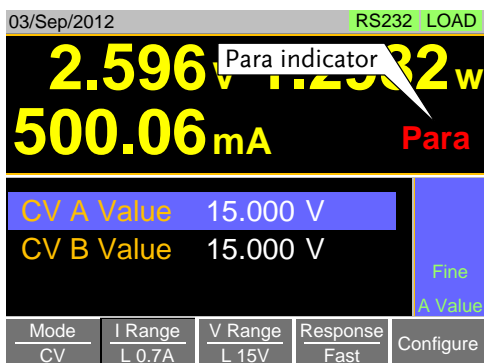 03/Sep/2012 RS232 LOAD
Para indicator
2.596 V W
500.06 mA Para
CV A Value 15.000 V
CV B Value 15.000 V
Fine
A Value
Mode I Range V Range Response Configure
CV L 0.7A L 15V Fast